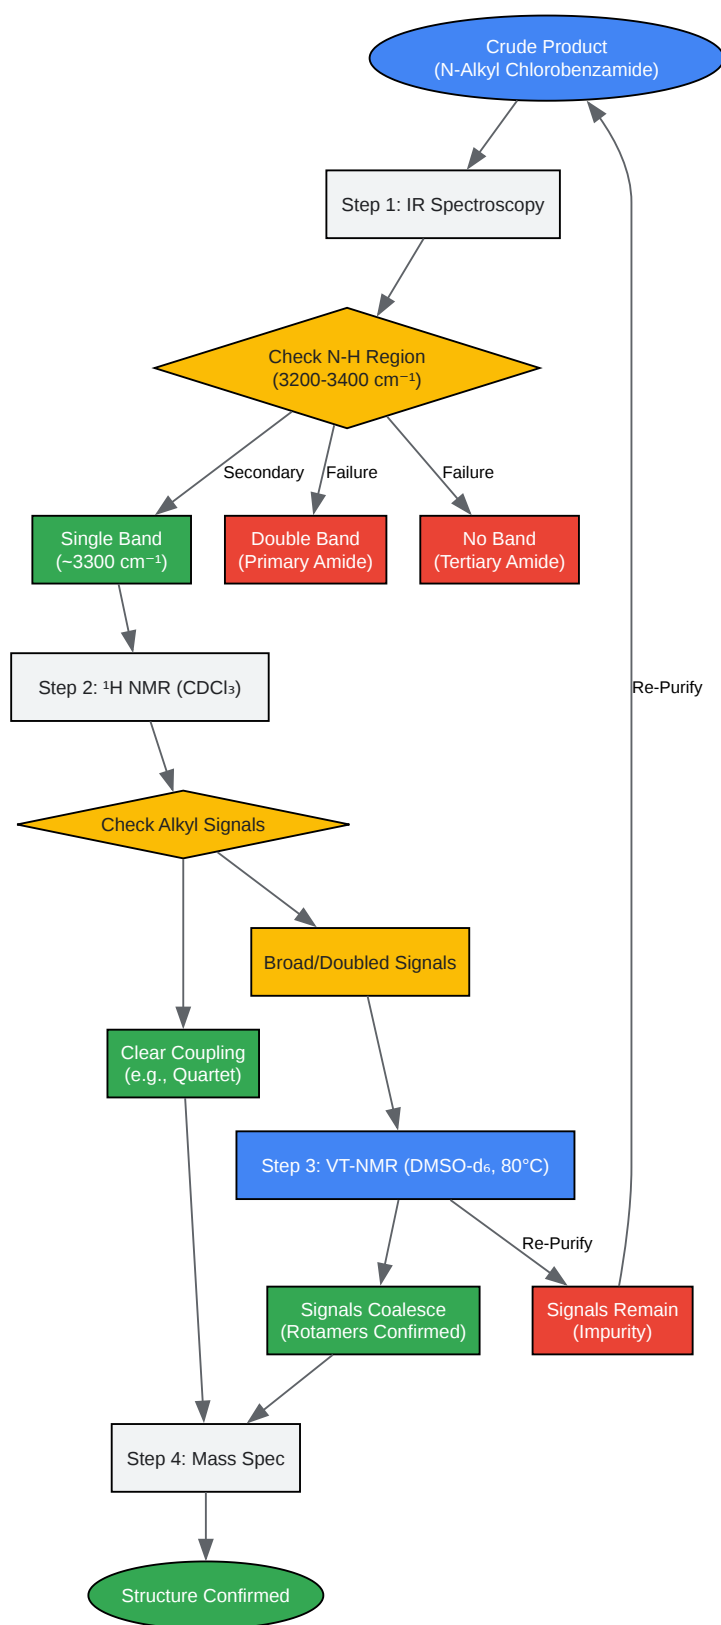 Crude Product
(N-Alkyl Chlorobenzamide)
Step 1: IR Spectroscopy
Check N-H Region
(3200-3400 cm⁻¹)
Secondary
Failure
Failure
Single Band
(~3300 cm⁻¹)
Double Band
(Primary Amide)
No Band
(Tertiary Amide)
Step 2: ¹H NMR (CDCl₃)
Re-Purify
Check Alkyl Signals
Broad/Doubled Signals
Clear Coupling
(e.g., Quartet)
Step 3: VT-NMR (DMSO-d₆, 80°C)
Re-Purify
Signals Coalesce
(Rotamers Confirmed)
Signals Remain
(Impurity)
Step 4: Mass Spec
Structure Confirmed